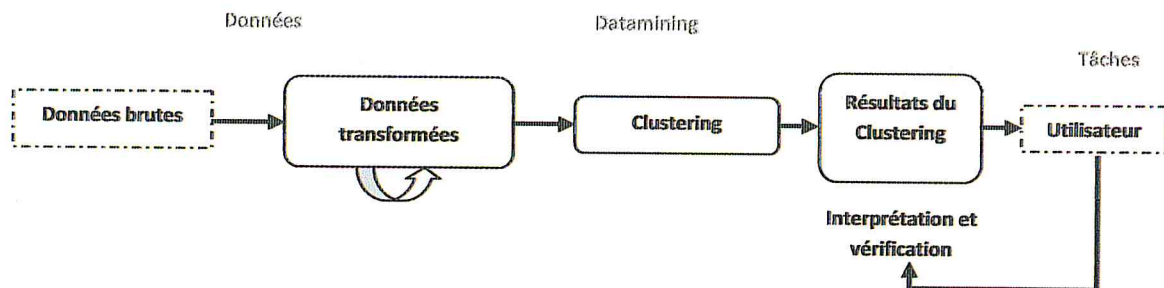 Données
Datamining
Tâches
Données brutes
Données
transformées
Clustering
Résultats du
Clustering
Utilisateur
Interprétation et
vérification